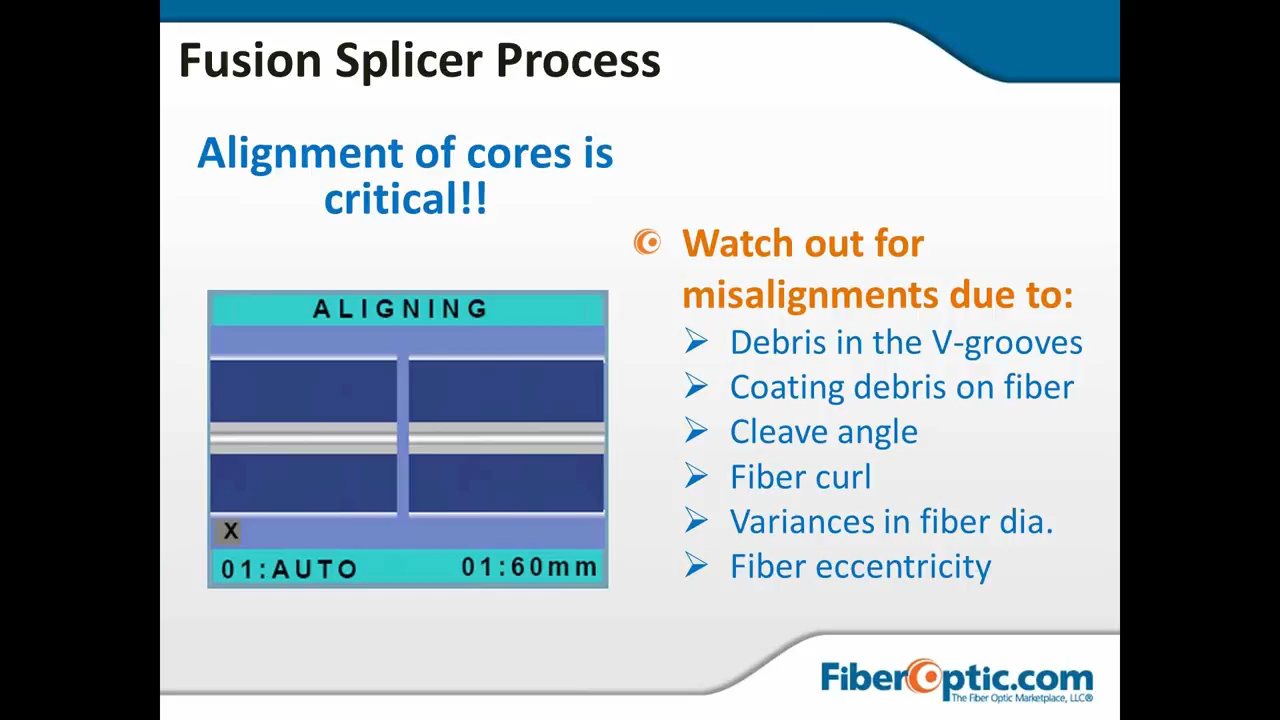 Fusion Splicer Process
Alignment of cores is
critical!!
ALIGNING
X
01:AUTO 01:60mm
Watch out for
misalignments due to:
Debris in the V-grooves
Coating debris on fiber
Cleave angle
Fiber curl
Variances in fiber dia.
Fiber eccentricity
FiberOptic.com
The Fiber Optic Marketplace, LLC®